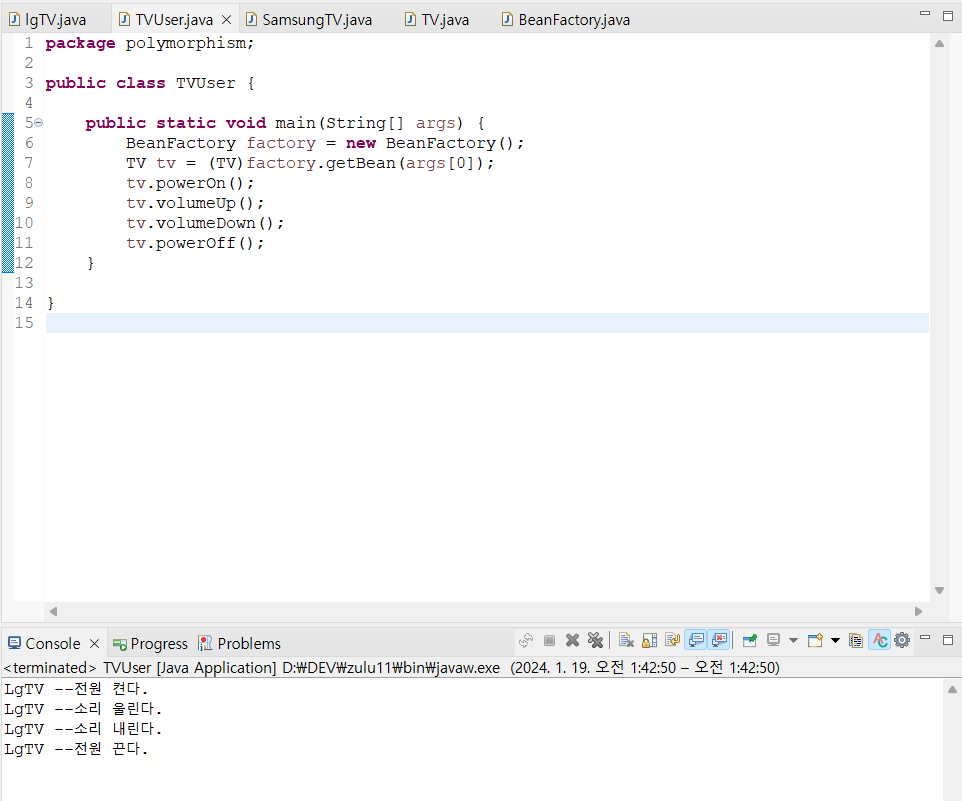 lgTV.java TVUser.java SamsungTV.java TV.java BeanFactory.java
1 package polymorphism;
2
3 public class TVUser {
4
5 public static void main(String[] args) {
6 BeanFactory factory = new BeanFactory();
7 TV tv = (TV)factory.getBean(args[0]);
8 tv.powerOn();
9 tv.volumeUp();
10 tv.volumeDown();
11 tv.powerOff();
12 }
13
14 }
15
Console Progress Problems
<terminated> TVUser [Java Application] D:₩DEV₩zulu11₩bin₩javaw.exe (2024. 1. 19. 오전 1:42:50 – 오전 1:42:50)
LgTV --전원 켠다.
LgTV --소리 울린다.
LgTV --소리 내린다.
LgTV --전원 끈다.